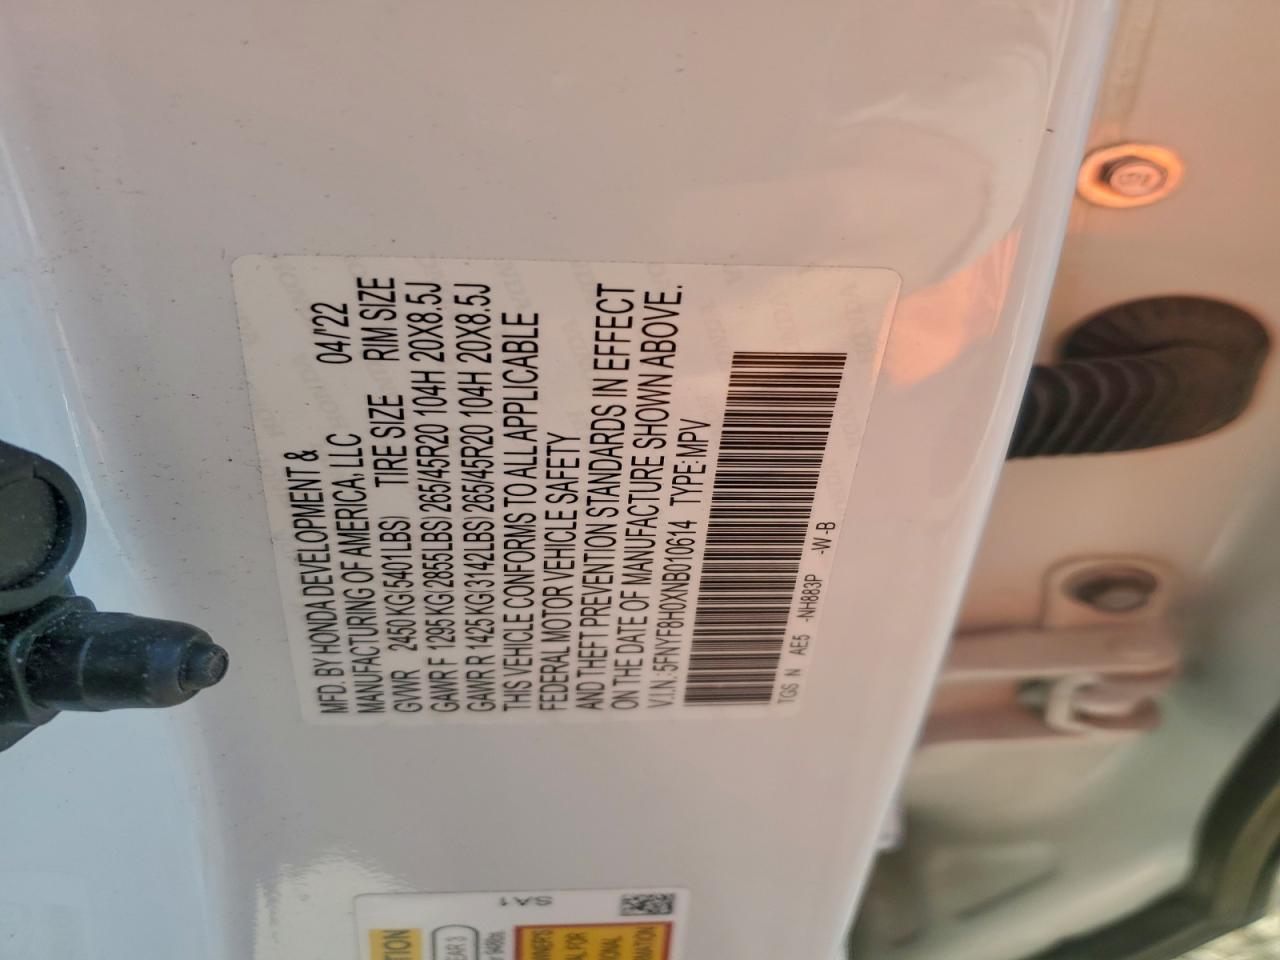 MFD. BY HONDA DEVELOPMENT &
MANUFACTURING OF AMERICA, LLC 04/'22
GVWR 2450 KG(5401LBS) TIRE SIZE RIM SIZE
GAWR F 1295 KG(2855LBS) 265/45R20 104H 20X8.5J
GAWR R 1425 KG(3142LBS) 265/45R20 104H 20X8.5J
THIS VEHICLE CONFORMS TO ALL APPLICABLE
FEDERAL MOTOR VEHICLE SAFETY
AND THEFT PREVENTION STANDARDS IN EFFECT
ON THE DATE OF MANUFACTURE SHOWN ABOVE.
V.I.N.:5FNYF8H0XNB010614 TYPE:MPV
TGS N AE5 -NH883P -W-B
SA1